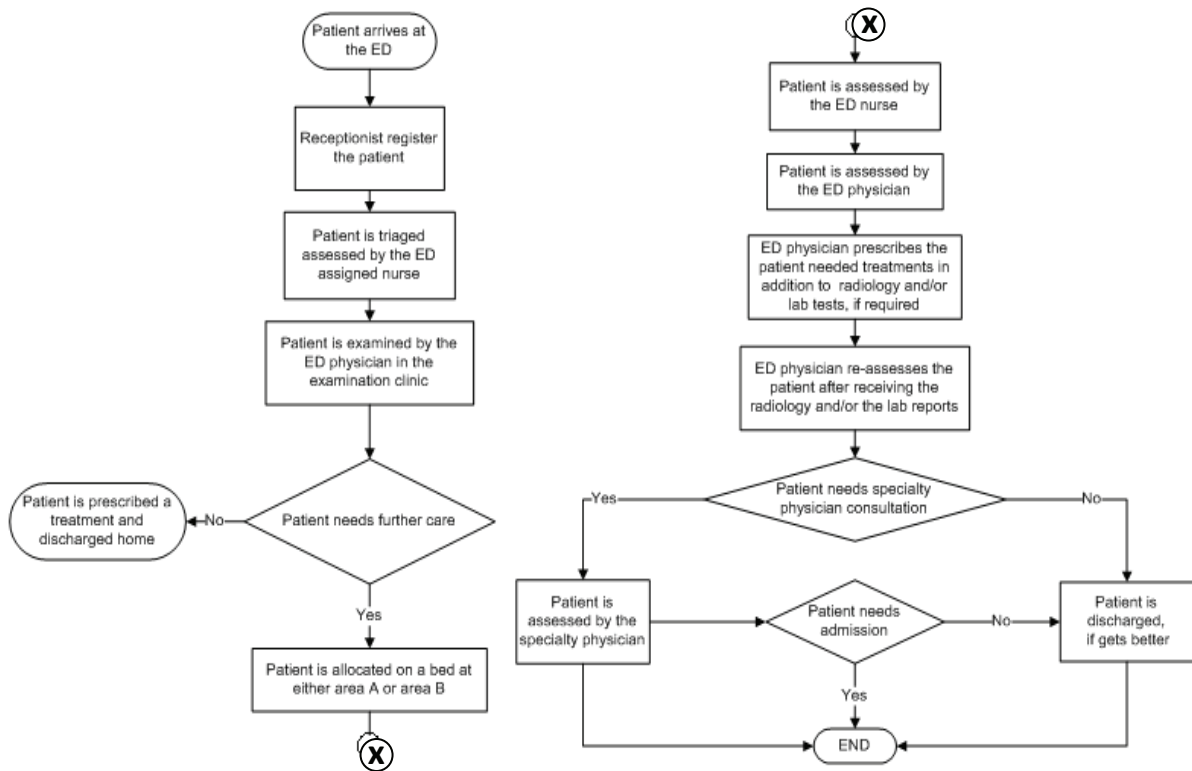 Patient arrives at
the ED
Receptionist register
the patient
Patient is triaged
assessed by the ED
assigned nurse
Patient is examined by the
ED physician in the
examination clinic
Patient needs further care
No
Patient is prescribed a
treatment and
discharged home
Yes
Patient is allocated on a bed at
either area A or area B
X
X
Patient is assessed by
the ED nurse
Patient is assessed by
the ED physician
ED physician prescribes the
patient needed treatments in
addition to radiology and/or
lab tests, if required
ED physician re-assesses the
patient after receiving the
radiology and/or the lab reports
Patient needs specialty
physician consultation
Yes
No
Patient is
assessed by the
specialty physician
Patient needs
admission
No
Patient is
discharged,
if gets better
Yes
END